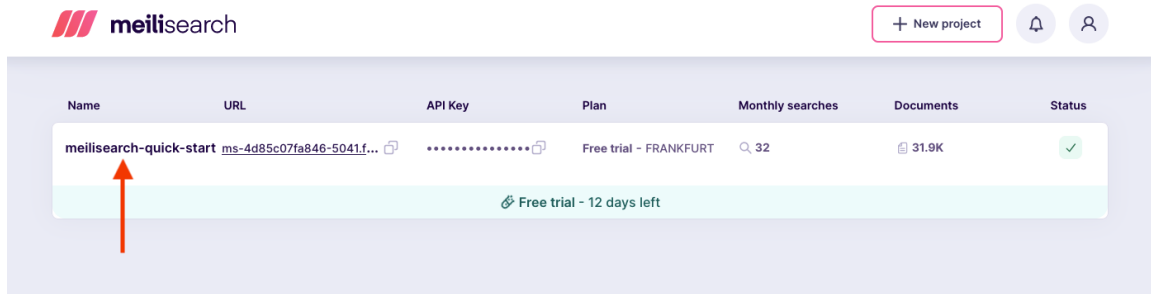 meilisearch
+ New project
Name URL API Key Plan Monthly searches Documents Status
meilisearch-quick-start ms-4d85c07fa846-5041.f... ••••••••••••••• Free trial - FRANKFURT 32 31.9K
Free trial - 12 days left